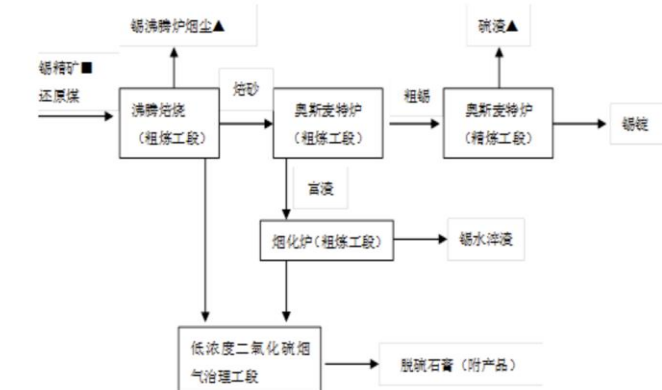 锡沸腾炉烟尘▲
硫渣▲
锡精矿■
还原煤
焙砂
粗锡
沸腾焙烧
（粗炼工段）
奥斯麦特炉
（粗炼工段）
奥斯麦特炉
（精炼工段）
锡锭
富渣
烟化炉（粗炼工段）
锡水淬渣
低浓度二氧化硫烟
气治理工段
脱硫石膏（附产品）